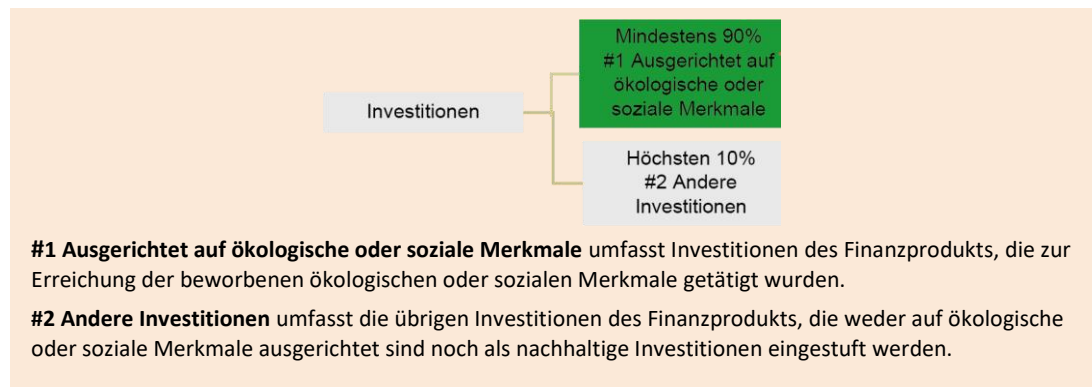 Mindestens 90%
#1 Ausgerichtet auf
ökologische oder
soziale Merkmale
Investitionen
Höchsten 10%
#2 Andere
Investitionen
#1 Ausgerichtet auf ökologische oder soziale Merkmale umfasst Investitionen des Finanzprodukts, die zur
Erreichung der beworbenen ökologischen oder sozialen Merkmale getätigt wurden.
#2 Andere Investitionen umfasst die übrigen Investitionen des Finanzprodukts, die weder auf ökologische
oder soziale Merkmale ausgerichtet sind noch als nachhaltige Investitionen eingestuft werden.